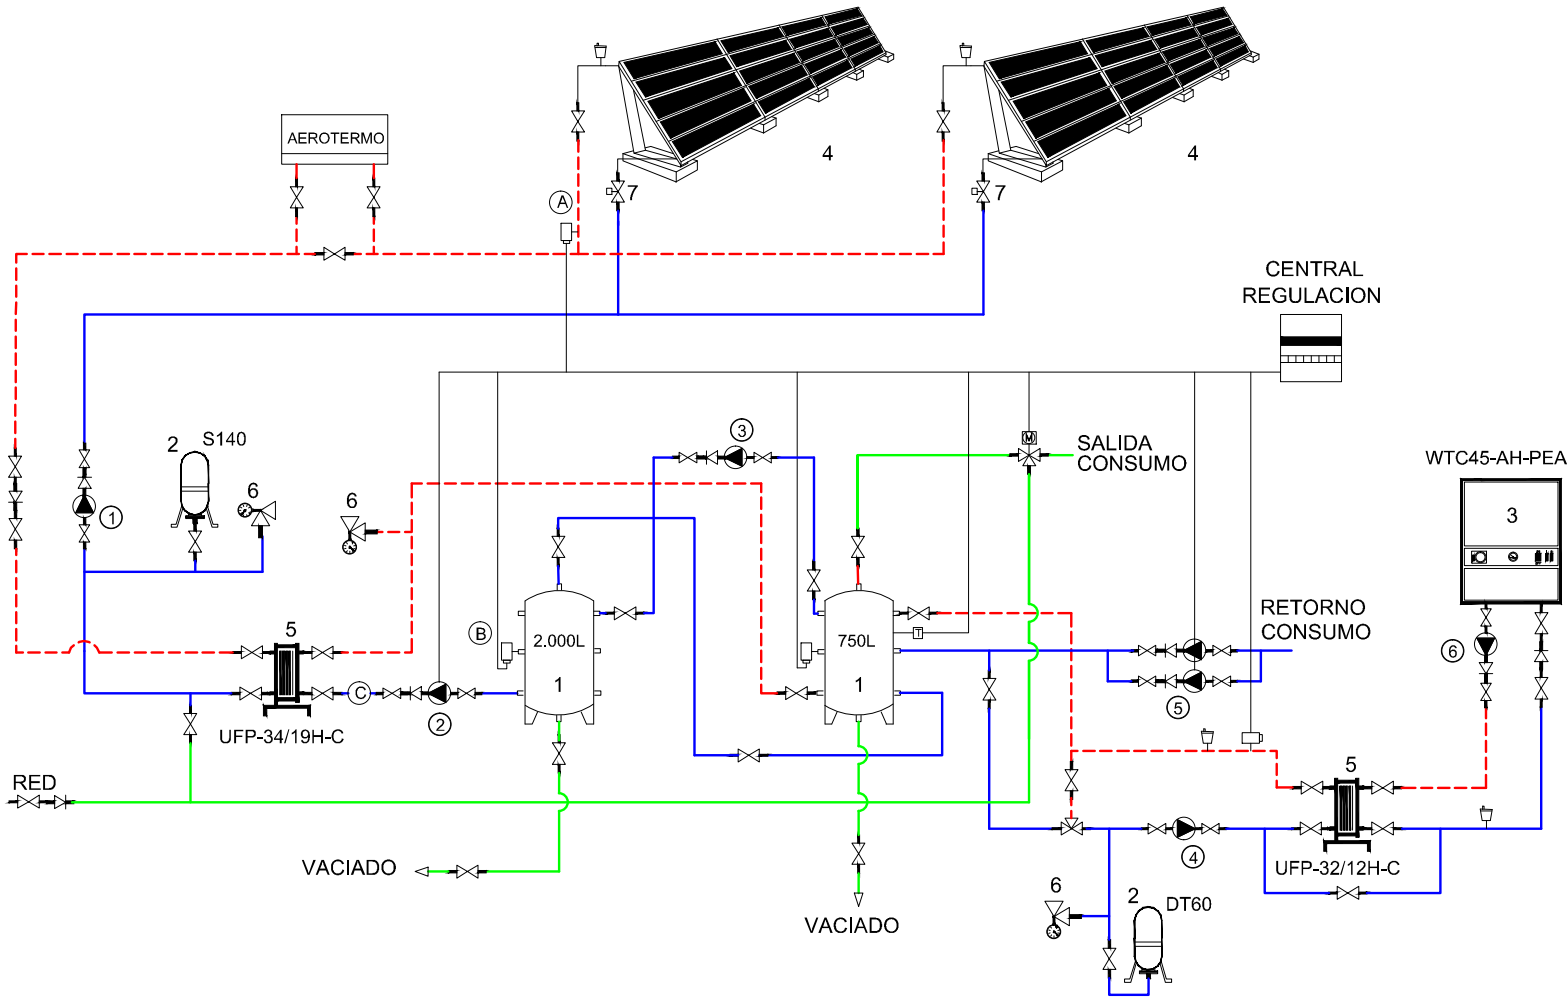 4
4
AEROTERMO
7
7
A
CENTRAL
REGULACION
3
SALIDA
CONSUMO
M
2
S140
6
6
WTC45-AH-PEA
1
3
5
B
2.000L
1
750L
1
T
RETORNO
CONSUMO
6
C
2
5
UFP-34/19H-C
RED
5
4
UFP-32/12H-C
VACIADO
VACIADO
6
2
DT60